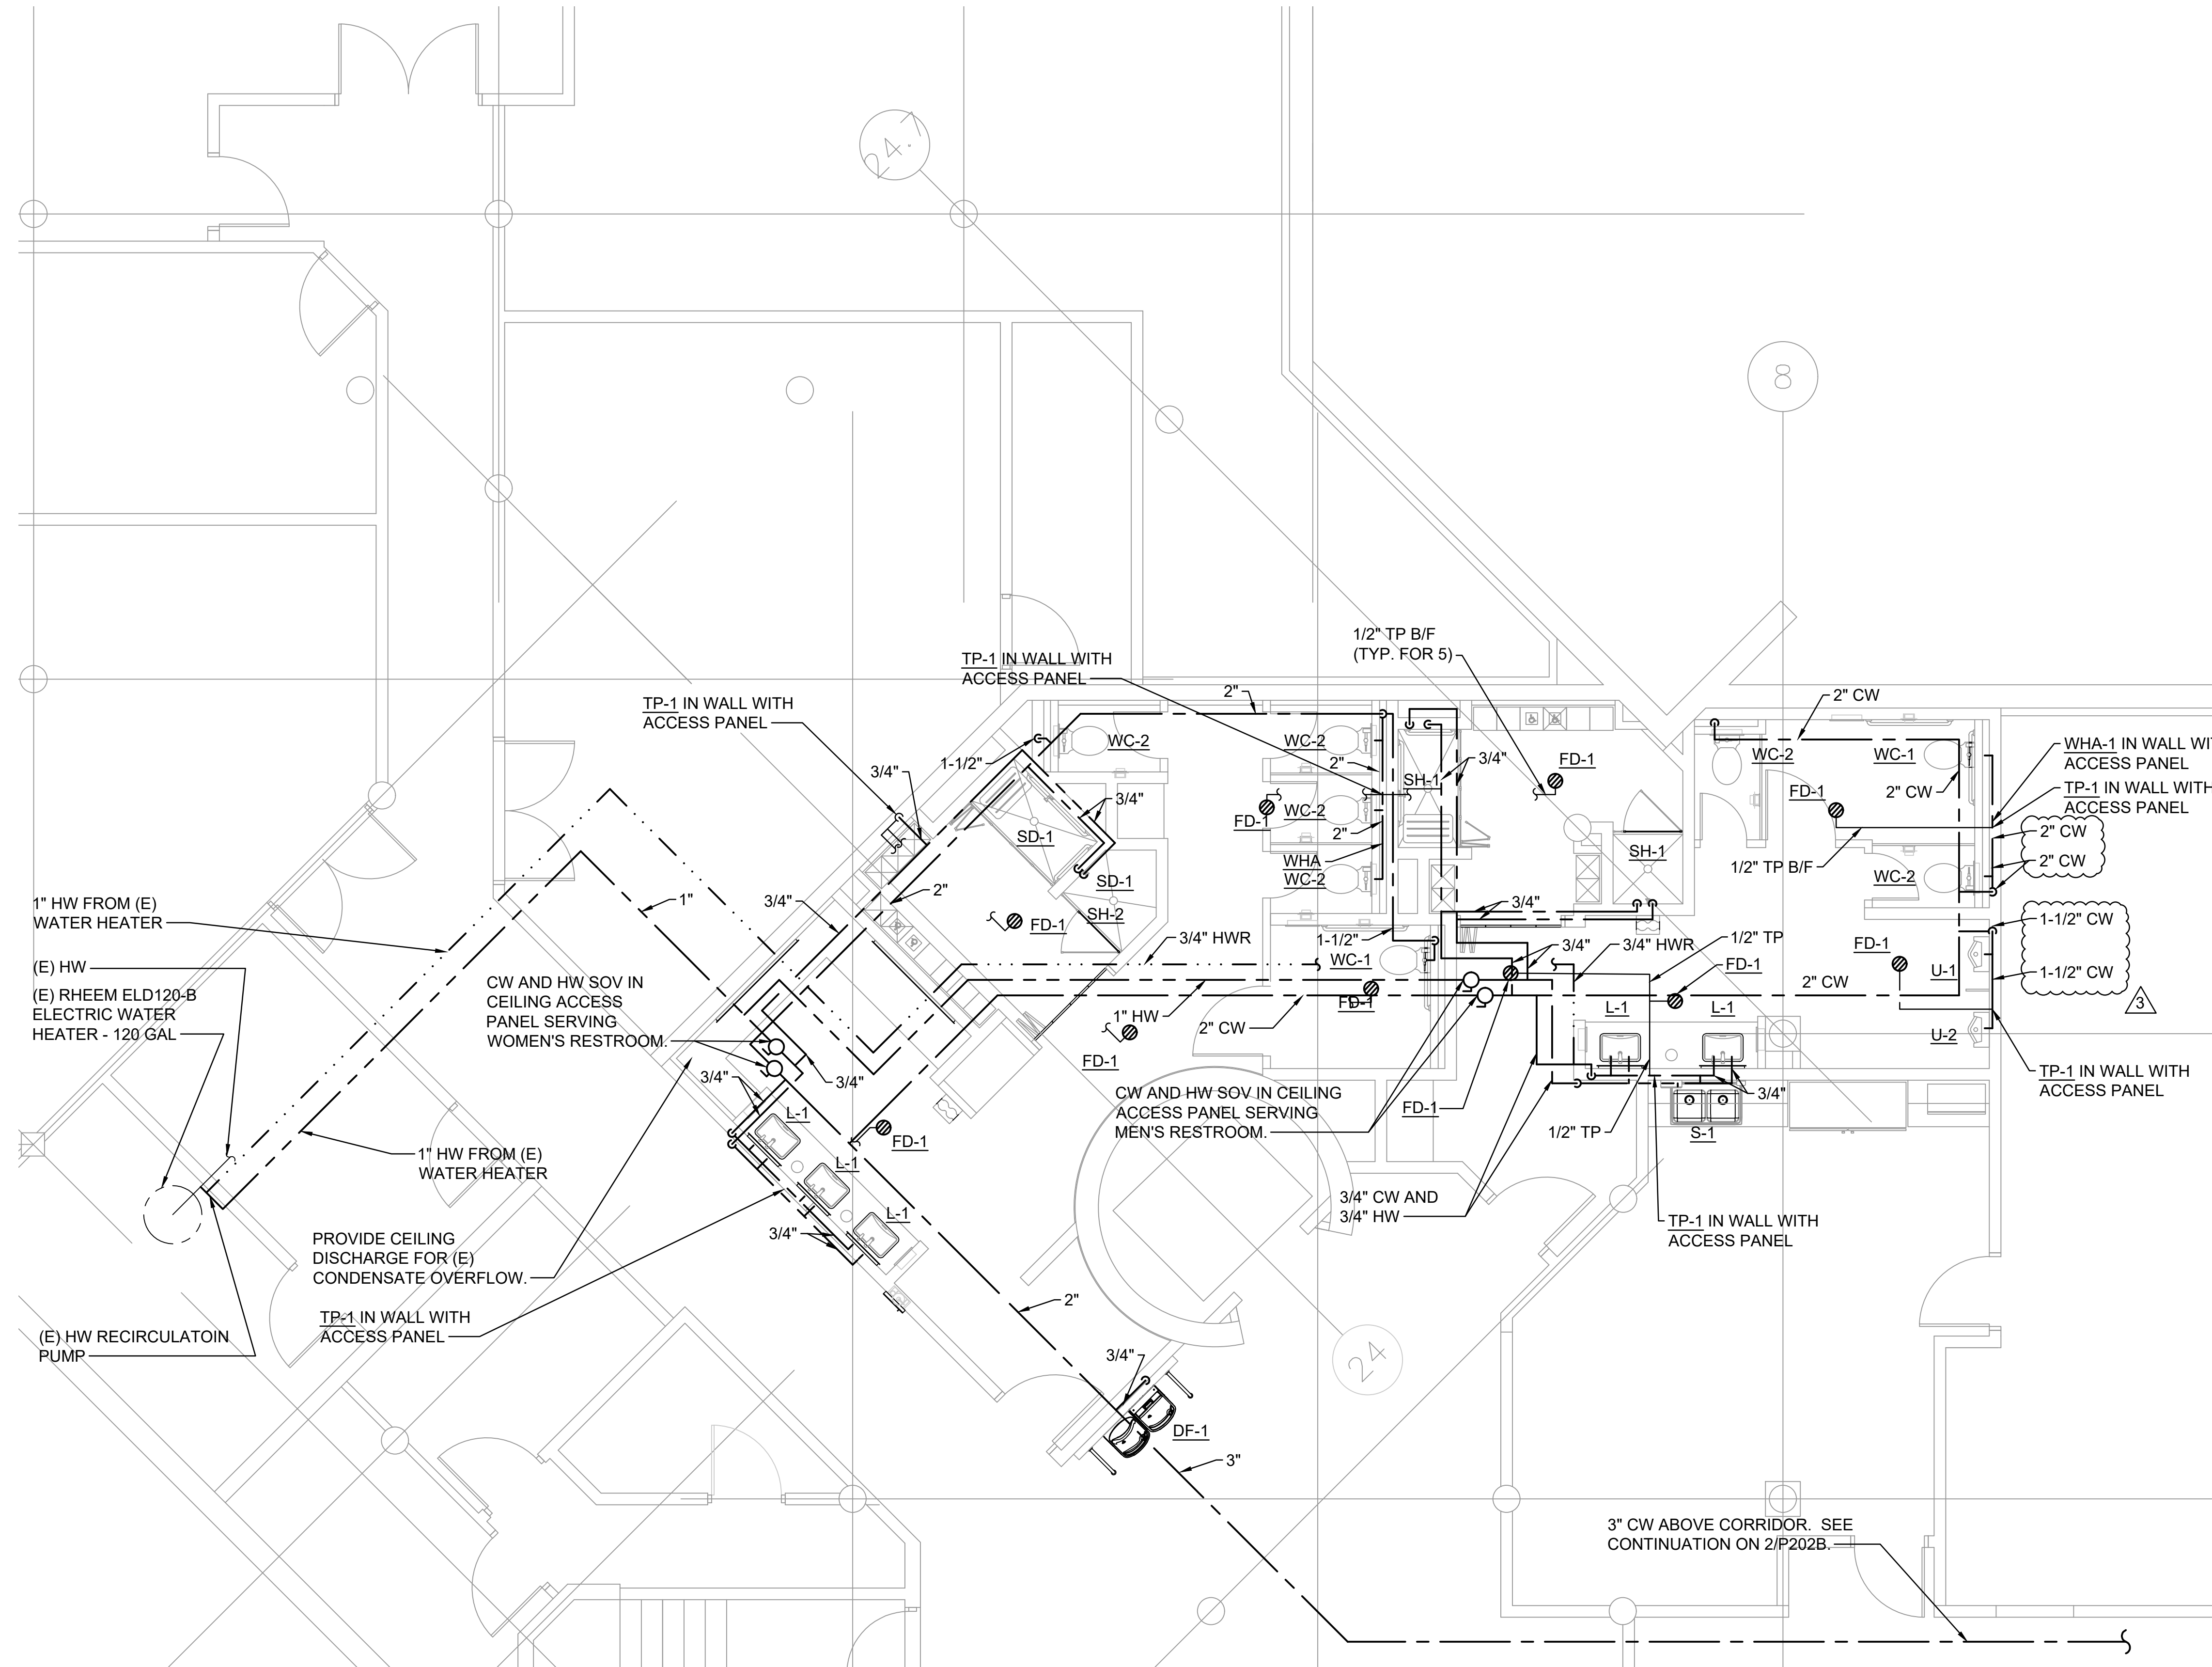 24.7
8
1/2" TP B/F
(TYP. FOR 5)
TP-1 IN WALL WITH
ACCESS PANEL
2"
2" CW
TP-1 IN WALL WITH
ACCESS PANEL
WC-2
WC-2
WC-2
WC-1
WHA-1 IN WALL WIT
ACCESS PANEL
1-1/2"
3/4"
2"
SH-1
3/4"
FD-1
FD-1
2" CW
TP-1 IN WALL WITH
ACCESS PANEL
3/4"
WC-2
FD-1
SD-1
2"
2" CW
SH-1
1/2" TP B/F
WHA
WC-2
2" CW
WC-2
SD-1
2"
1" HW FROM (E)
WATER HEATER
1"
3/4"
SH-2
FD-1
3/4"
1-1/2" CW
3/4" HWR
1-1/2"
3/4"
3/4" HWR
1/2" TP
FD-1
(E) HW
WC-1
FD-1
U-1
1-1/2" CW
(E) RHEEM ELD120-B
ELECTRIC WATER
HEATER - 120 GAL
CW AND HW SOV IN
CEILING ACCESS
PANEL SERVING
WOMEN'S RESTROOM.
FD-1
2" CW
L-1
L-1
3
1" HW
2" CW
U-2
FD-1
3/4"
3/4"
TP-1 IN WALL WITH
ACCESS PANEL
CW AND HW SOV IN CEILING
ACCESS PANEL SERVING
MEN'S RESTROOM.
FD-1
3/4"
L-1
1/2" TP
S-1
FD-1
1" HW FROM (E)
WATER HEATER
L-1
3/4" CW AND
3/4" HW
L-1
TP-1 IN WALL WITH
ACCESS PANEL
3/4"
PROVIDE CEILING
DISCHARGE FOR (E)
CONDENSATE OVERFLOW.
2"
TP-1 IN WALL WITH
ACCESS PANEL
(E) HW RECIRCULATOIN
PUMP
3/4"
24
DF-1
3"
3" CW ABOVE CORRIDOR. SEE
CONTINUATION ON 2/P202B.